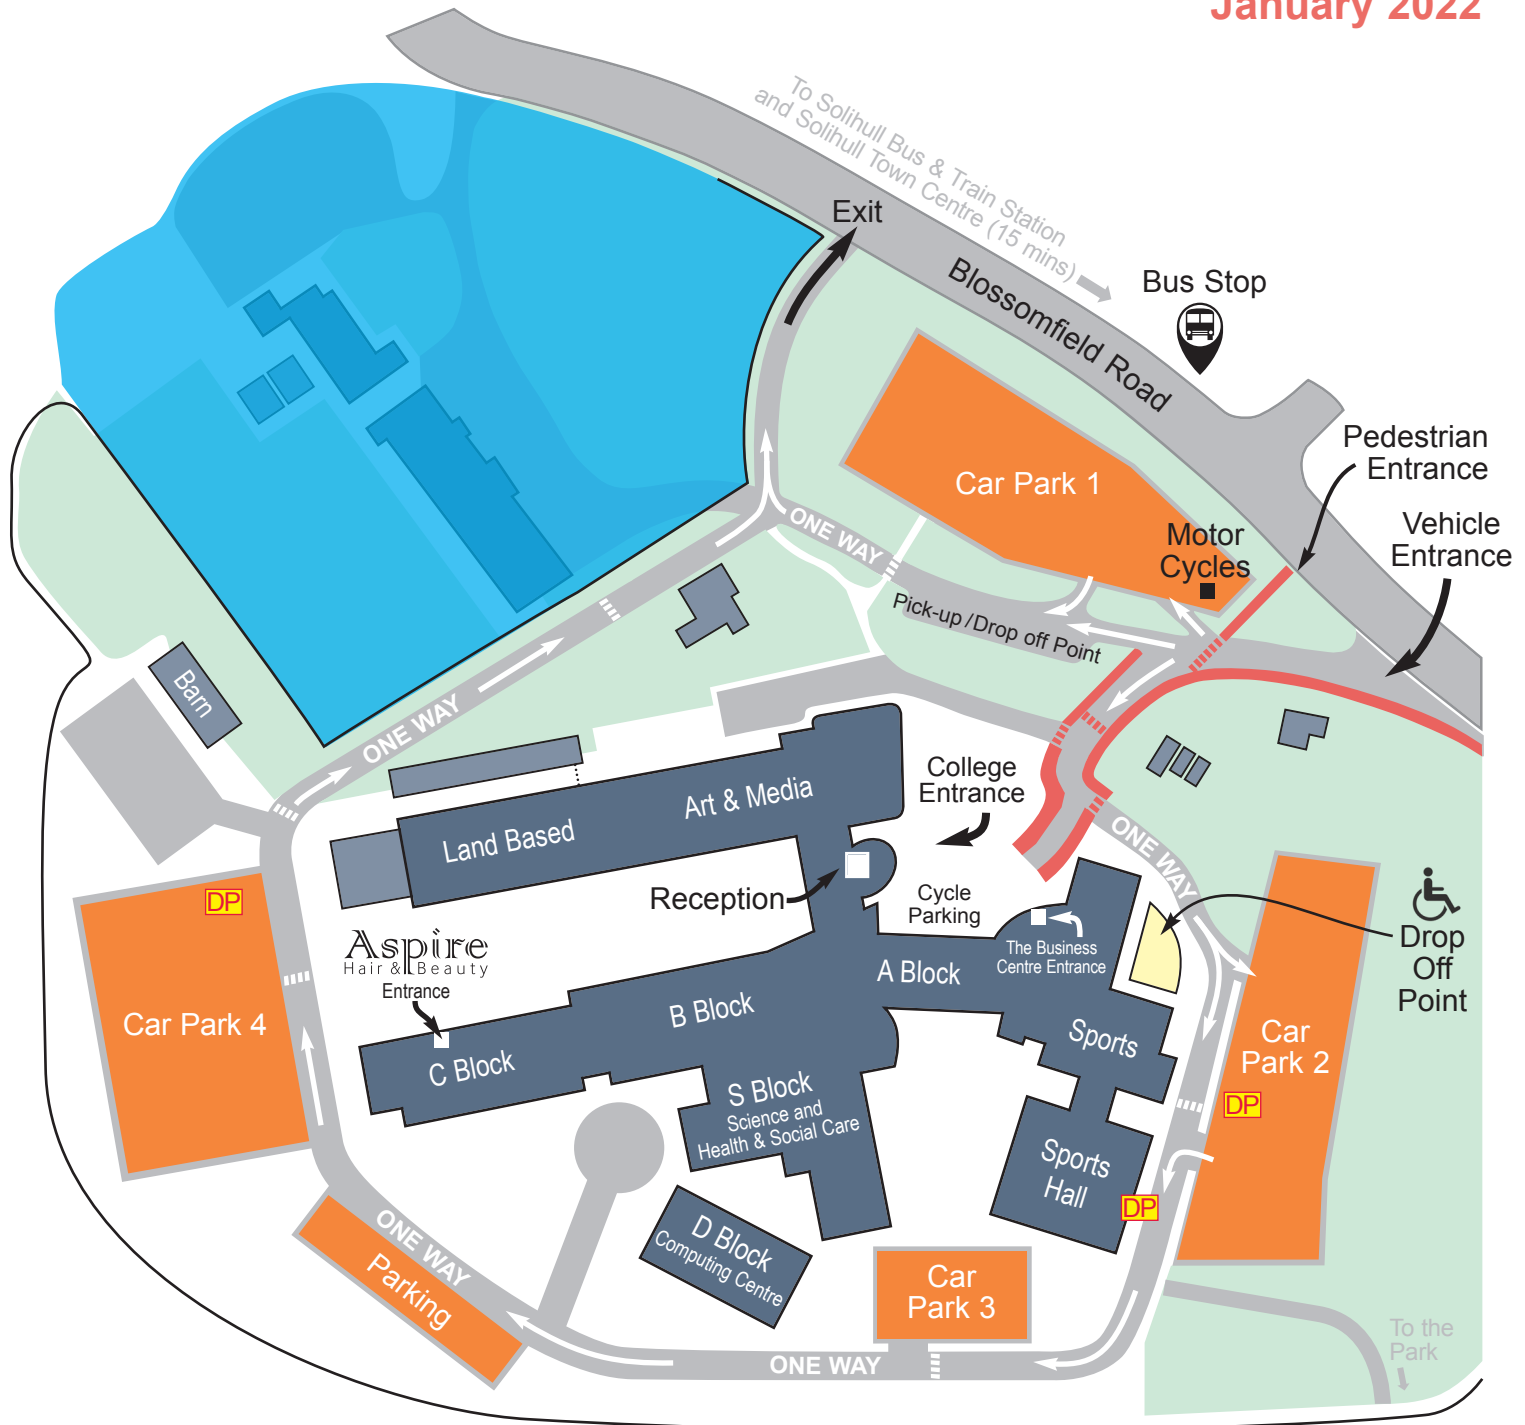 January 2022
To Solihull Bus & Train Station
and Solihull Town Centre (15 mins)
Exit
Blossomfield Road
Bus Stop
Pedestrian
Entrance
Vehicle
Entrance
Car Park 1
Motor
Cycles
ONE WAY
Pick-up / Drop off Point
Barn
ONE WAY
College
Entrance
Art & Media
Land Based
ONE WAY
Reception
Cycle
Parking
DP
Aspire
Hair & Beauty
Entrance
The Business
Centre Entrance
A Block
Drop
Off
Point
B Block
Car Park 4
C Block
Sports
Car
Park 2
DP
S Block
Science and
Health & Social Care
Sports
Hall
DP
D Block
Computing Centre
ONE WAY
Parking
Car
Park 3
To the
Park
ONE WAY